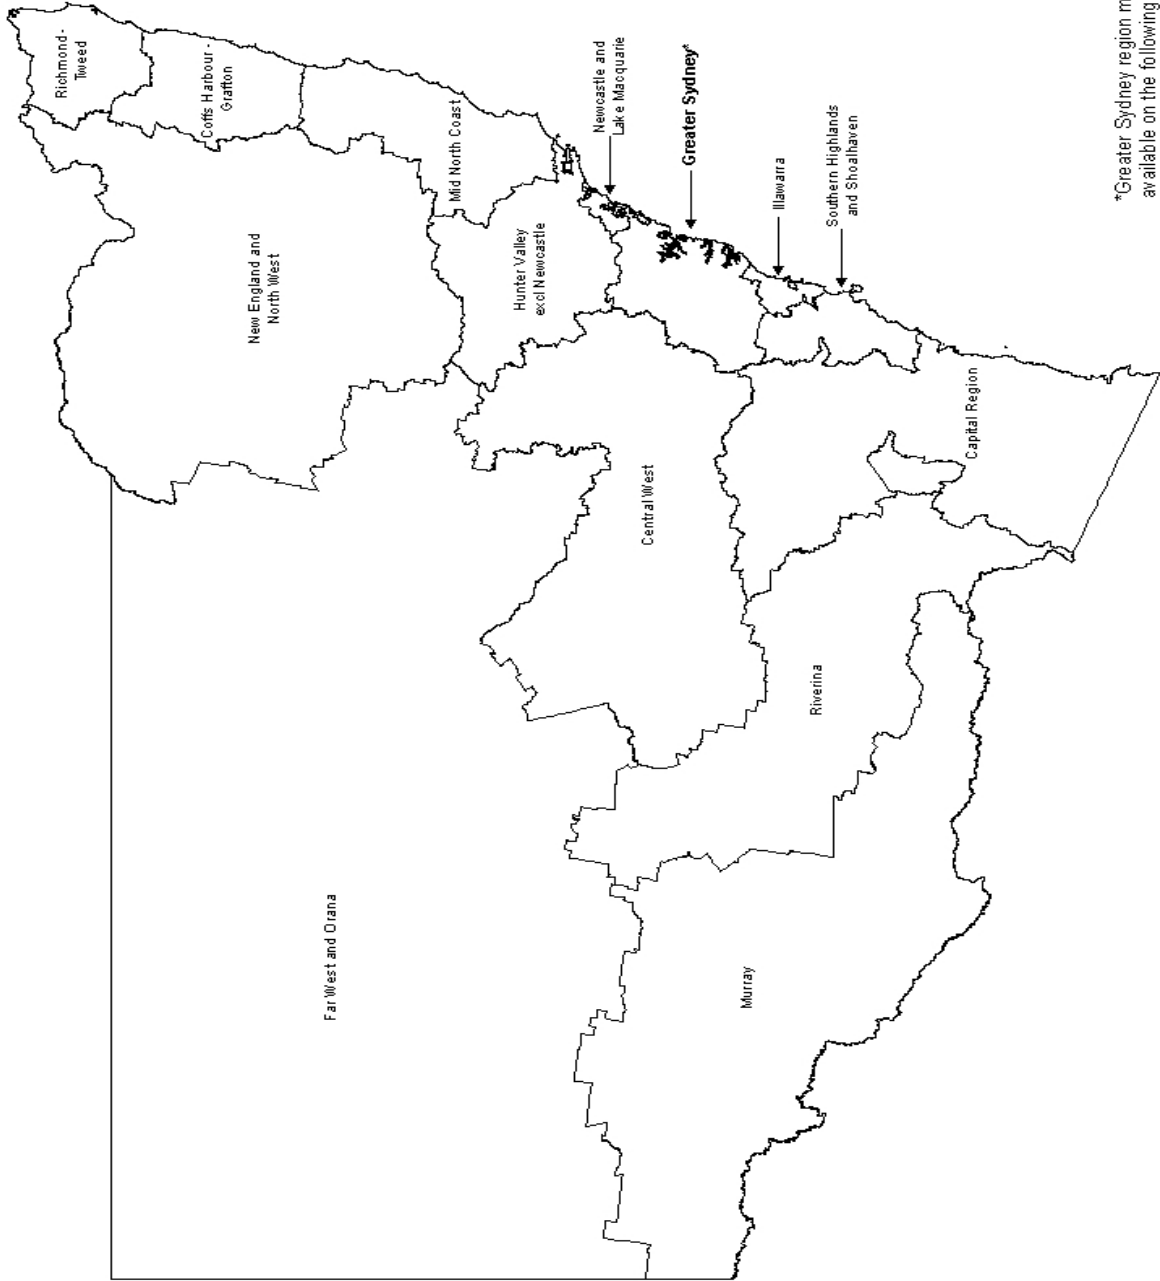 Richmond-
Tweed
Coffs Harbour -
Grafton
New England and
North West
Mid North Coast
Newcastle and
Lake Macquarie
Hunter Valley
excl Newcastle
Greater Sydney*
Illawarra
Southern Highlands
and Shoalhaven
Far West and Orana
Central West
Capital Region
Riverina
Murray
*Greater Sydney region m
available on the following